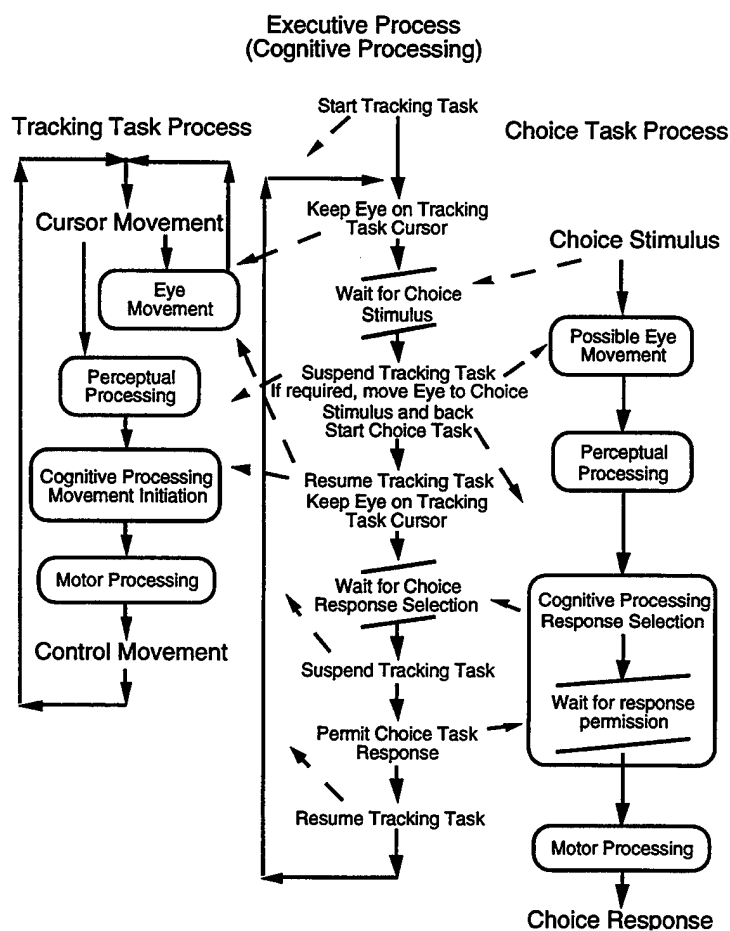 Executive Process
(Cognitive Processing)
Start Tracking Task
Tracking Task Process
Choice Task Process
Cursor Movement
Keep Eye on Tracking
Task Cursor
Choice Stimulus
Eye
Movement
Wait for Choice
Stimulus
Possible Eye
Movement
Perceptual
Processing
Suspend Tracking Task
If required, move Eye to Choice
Stimulus and back
Start Choice Task
Perceptual
Processing
Cognitive Processing
Movement Initiation
Resume Tracking Task
Keep Eye on Tracking
Task Cursor
Motor Processing
Wait for Choice
Response Selection
Cognitive Processing
Response Selection
Control Movement
Suspend Tracking Task
Wait for response
permission
Permit Choice Task
Response
Resume Tracking Task
Motor Processing
Choice Response